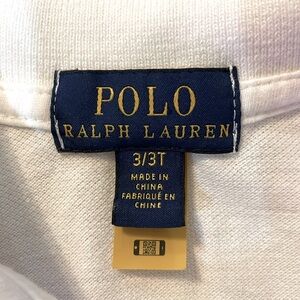 POLO
RALPH LAUREN
3/3T
MADE IN
CHINA
FABRIQUÉ EN
CHINE